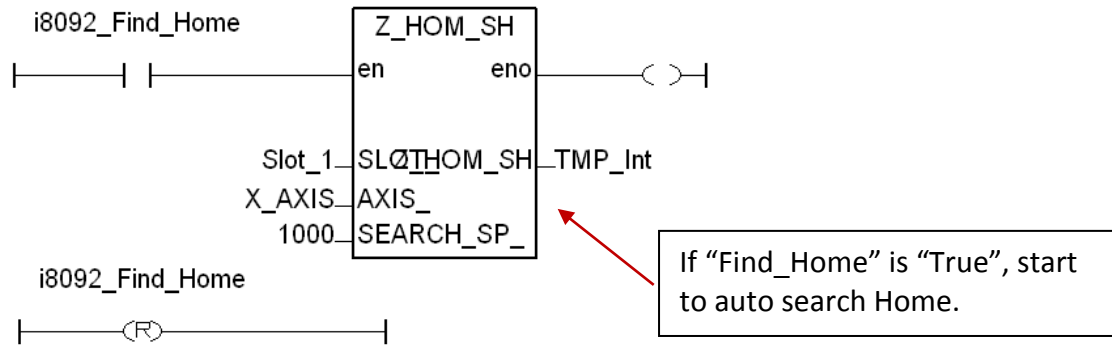 i8092_Find_Home
Z_HOM_SH
en eno
Slot_1 SLOT_ Z_HOM_SH TMP_Int
X_AXIS AXIS_
1000 SEARCH_SP_
If “Find_Home” is “True”, start
to auto search Home.
i8092_Find_Home
R